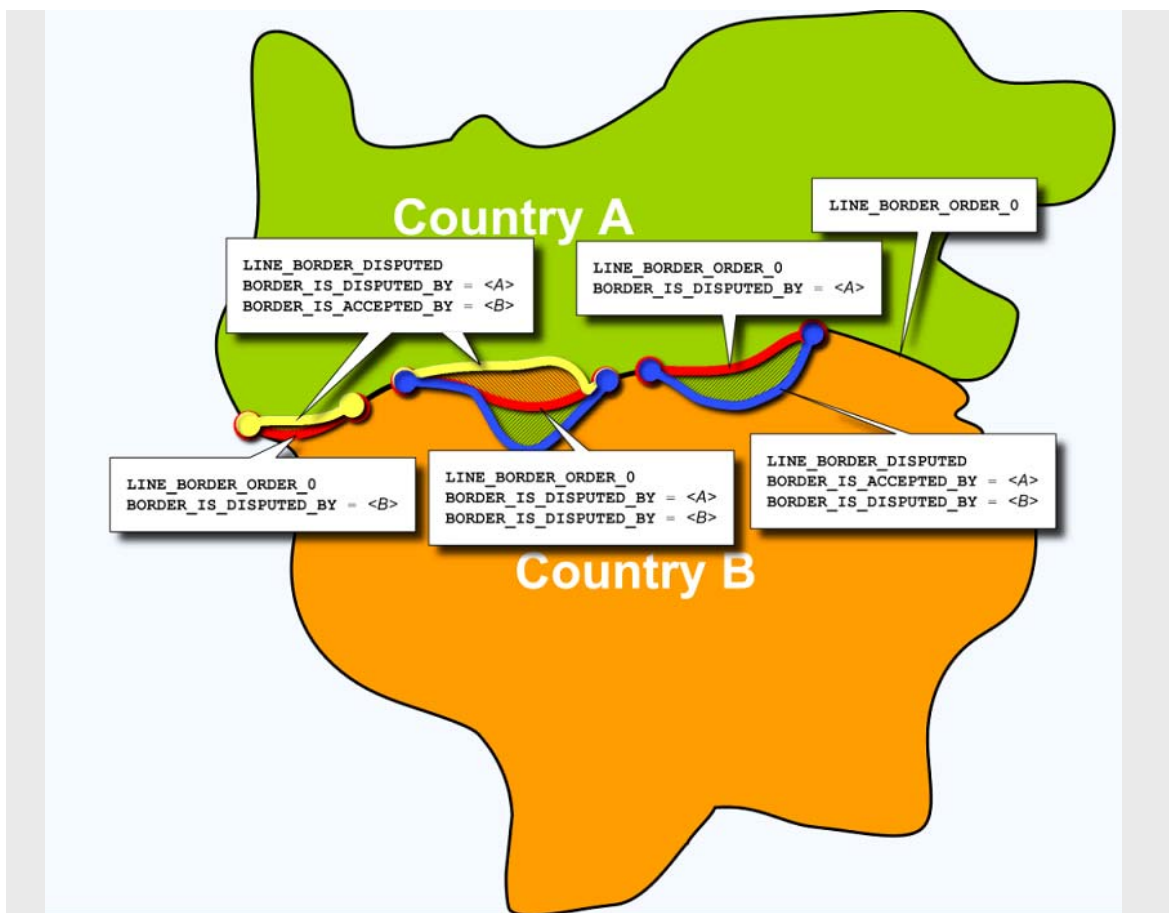 LINE_BORDER_ORDER_0
Country A
LINE_BORDER_DISPUTED
BORDER_IS_DISPUTED_BY = <A>
BORDER_IS_ACCEPTED_BY = <B>
LINE_BORDER_ORDER_0
BORDER_IS_DISPUTED_BY = <A>
LINE_BORDER_ORDER_0
BORDER_IS_DISPUTED_BY = <B>
LINE_BORDER_ORDER_0
BORDER_IS_DISPUTED_BY = <A>
BORDER_IS_DISPUTED_BY = <B>
LINE_BORDER_DISPUTED
BORDER_IS_ACCEPTED_BY = <A>
BORDER_IS_DISPUTED_BY = <B>
Country B